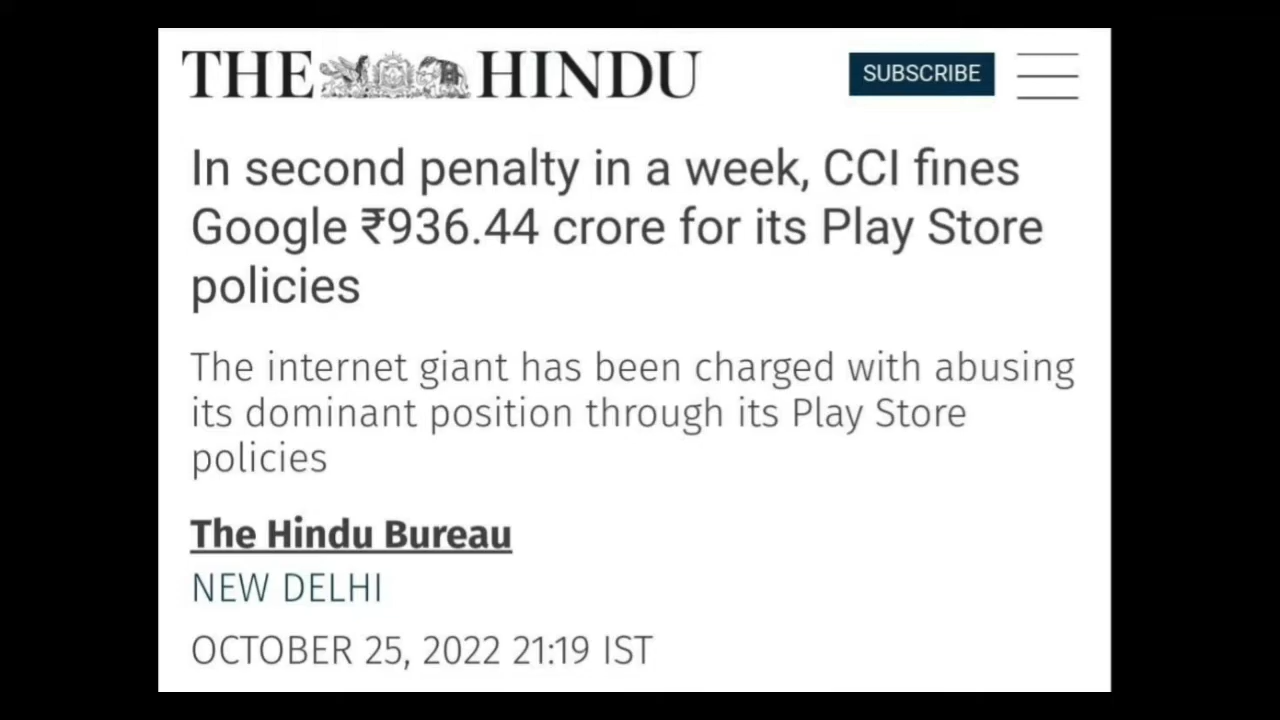 THE HINDU
SUBSCRIBE
In second penalty in a week, CCI fines
Google ₹936.44 crore for its Play Store
policies
The internet giant has been charged with abusing
its dominant position through its Play Store
policies
The Hindu Bureau
NEW DELHI
OCTOBER 25, 2022 21:19 IST